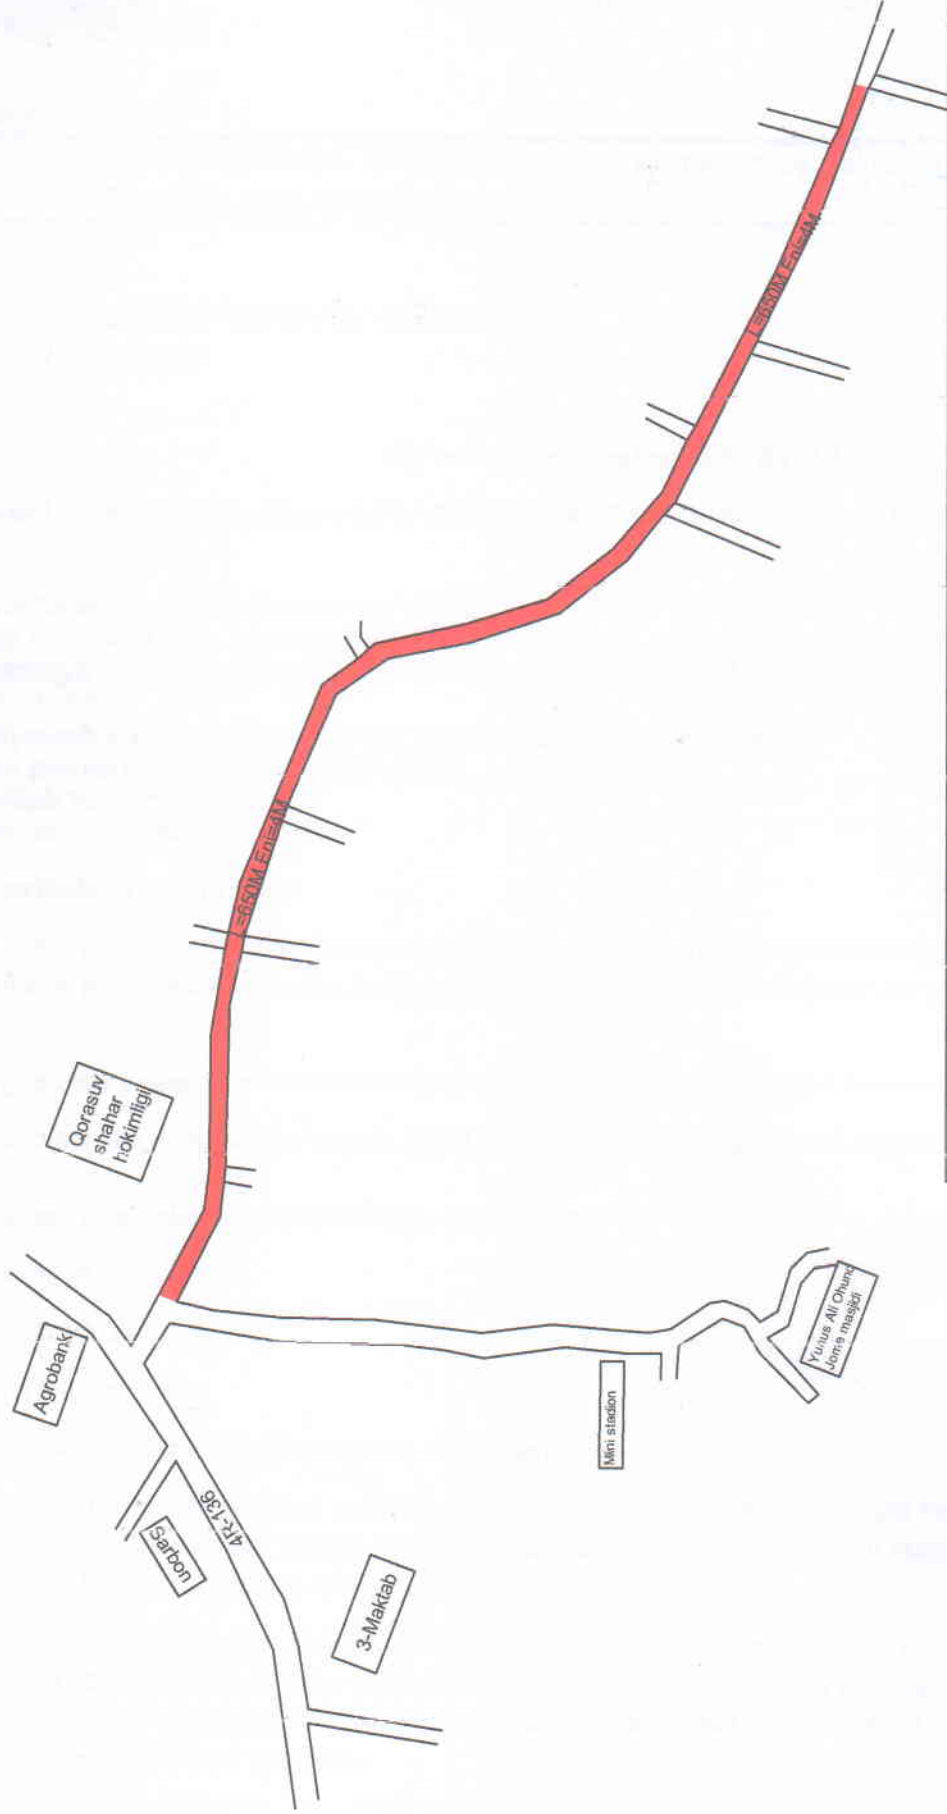 L=650M Eni=4M
L=650M Eni=4M
Qorasuv
shahar
hokimligi
Agrobank
Sarbon
4R-136
3-Maktab
Mini stadion
Yunus Ali Ohund
Jome masjidi